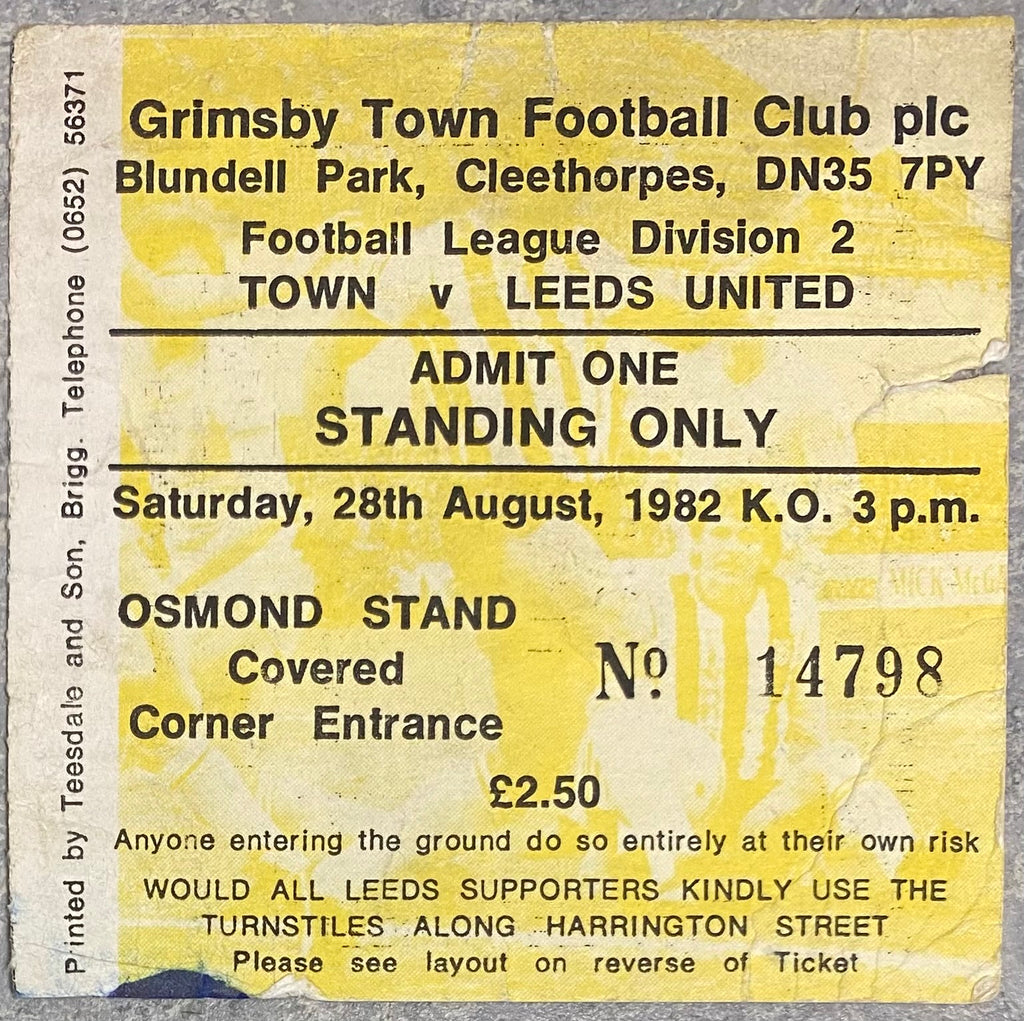 Grimsby Town Football Club plc
Blundell Park, Cleethorpes, DN35 7PY
Football League Division 2
TOWN v LEEDS UNITED
ADMIT ONE
STANDING ONLY
Saturday, 28th August, 1982 K.O. 3 p.m.
OSMOND STAND
Covered
Corner Entrance
Nº 14798
£2.50
Anyone entering the ground do so entirely at their own risk
WOULD ALL LEEDS SUPPORTERS KINDLY USE THE
TURNSTILES ALONG HARRINGTON STREET
Please see layout on reverse of Ticket
Printed by Teesdale and Son, Brigg. Telephone (0652) 56371
MICK